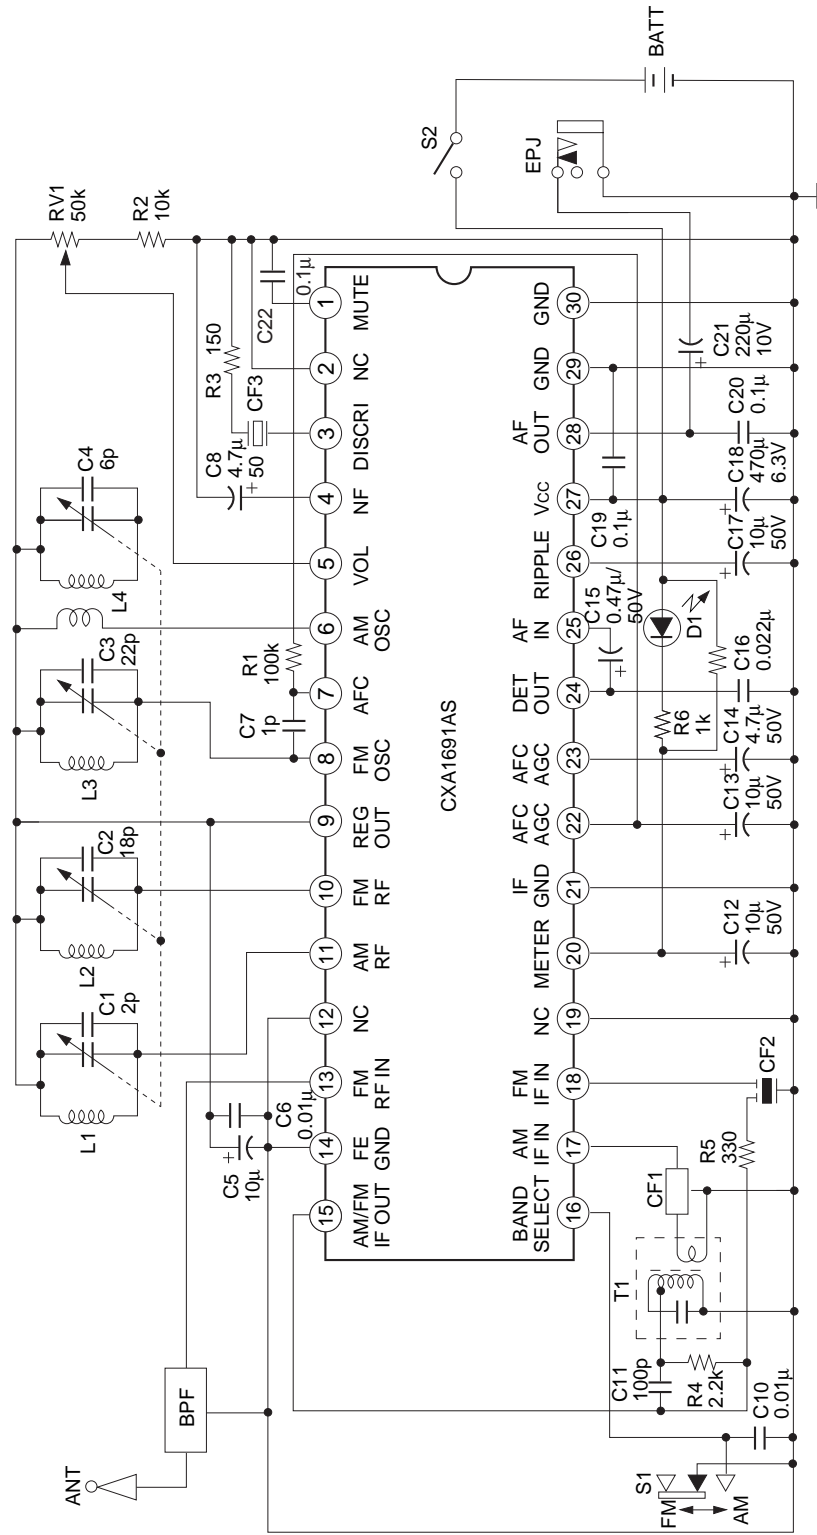 ANT
BPF
L1
C1
2p
L2
C2
18p
L3
C3
22p
L4
C4
6p
RV1
50k
R2
10k
C5
10µ
C6
0.01µ
C7
1p
R1
100k
C8
4.7µ
50
R3 150
CF3
C22
0.1µ
15
14
13
12
11
10
9
8
7
6
5
4
3
2
1
AM/FM
IF OUT
FE
GND
FM
RF IN
NC
AM
RF
FM
RF
REG
OUT
FM
OSC
AFC
AM
OSC
VOL
NF
DISCRI
NC
MUTE
CXA1691AS
BAND
SELECT
AM
IF IN
FM
IF IN
NC
METER
IF
GND
AFC
AGC
AFC
AGC
DET
OUT
AF
IN
RIPPLE
Vcc
AF
OUT
GND
GND
16
17
18
19
20
21
22
23
24
25
26
27
28
29
30
S1
FM
AM
C10
0.01µ
C11
100p
R4
2.2k
T1
CF1
R5
330
CF2
C12
10µ
50V
C13
10µ
50V
C14
4.7µ
50V
R6
1k
C15
0.47µ/
50V
C16
0.022µ
D1
C17
10µ
50V
C18
470µ
6.3V
C19
0.1µ
C20
0.1µ
C21
220µ
10V
EPJ
S2
BATT